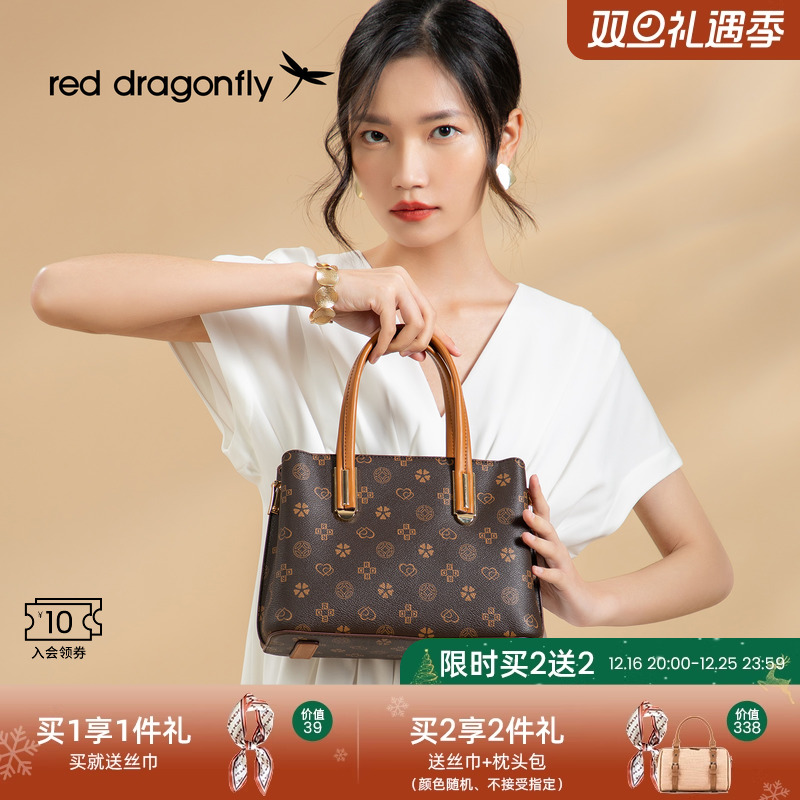 双旦礼遇季
red dragonfly
¥10
入会领券
限时买2送2 12.16 20:00-12.25 23:59
买1享1件礼
买就送丝巾
价值
39
买2享2件礼
送丝巾+枕头包
（颜色随机、不接受指定）
价值
338